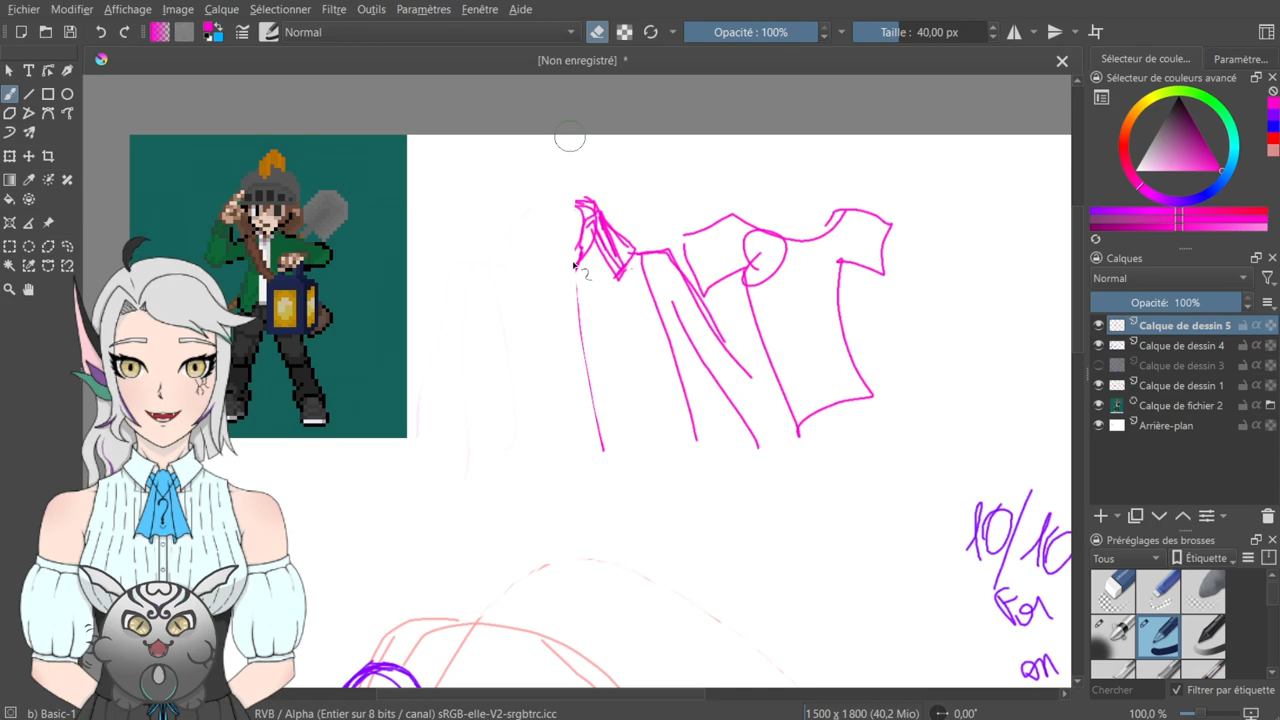 Fichier Modifier Affichage Image Calque Sélectionner Filtre Outils Paramètres Fenêtre Aide
Normal Opacité : 100% Taille : 40,00 px
[Non enregistré] *
Sélecteur de coule... Paramètre...
Sélecteur de couleurs avancé
Calques
Normal
Opacité: 100%
Calque de dessin 5
Calque de dessin 4
Calque de dessin 3
Calque de dessin 1
Calque de fichier 2
Arrière-plan
10/10
For
on
Préréglages des brosses
Tous Étiquette
Chercher Filtrer par étiquette
b) Basic-1 RVB / Alpha (Entier sur 8 bits / canal) sRGB-elle-V2-srgbtrc.icc 1 500 x 1 800 (40,2 Mio) 0,00° 100,0 %